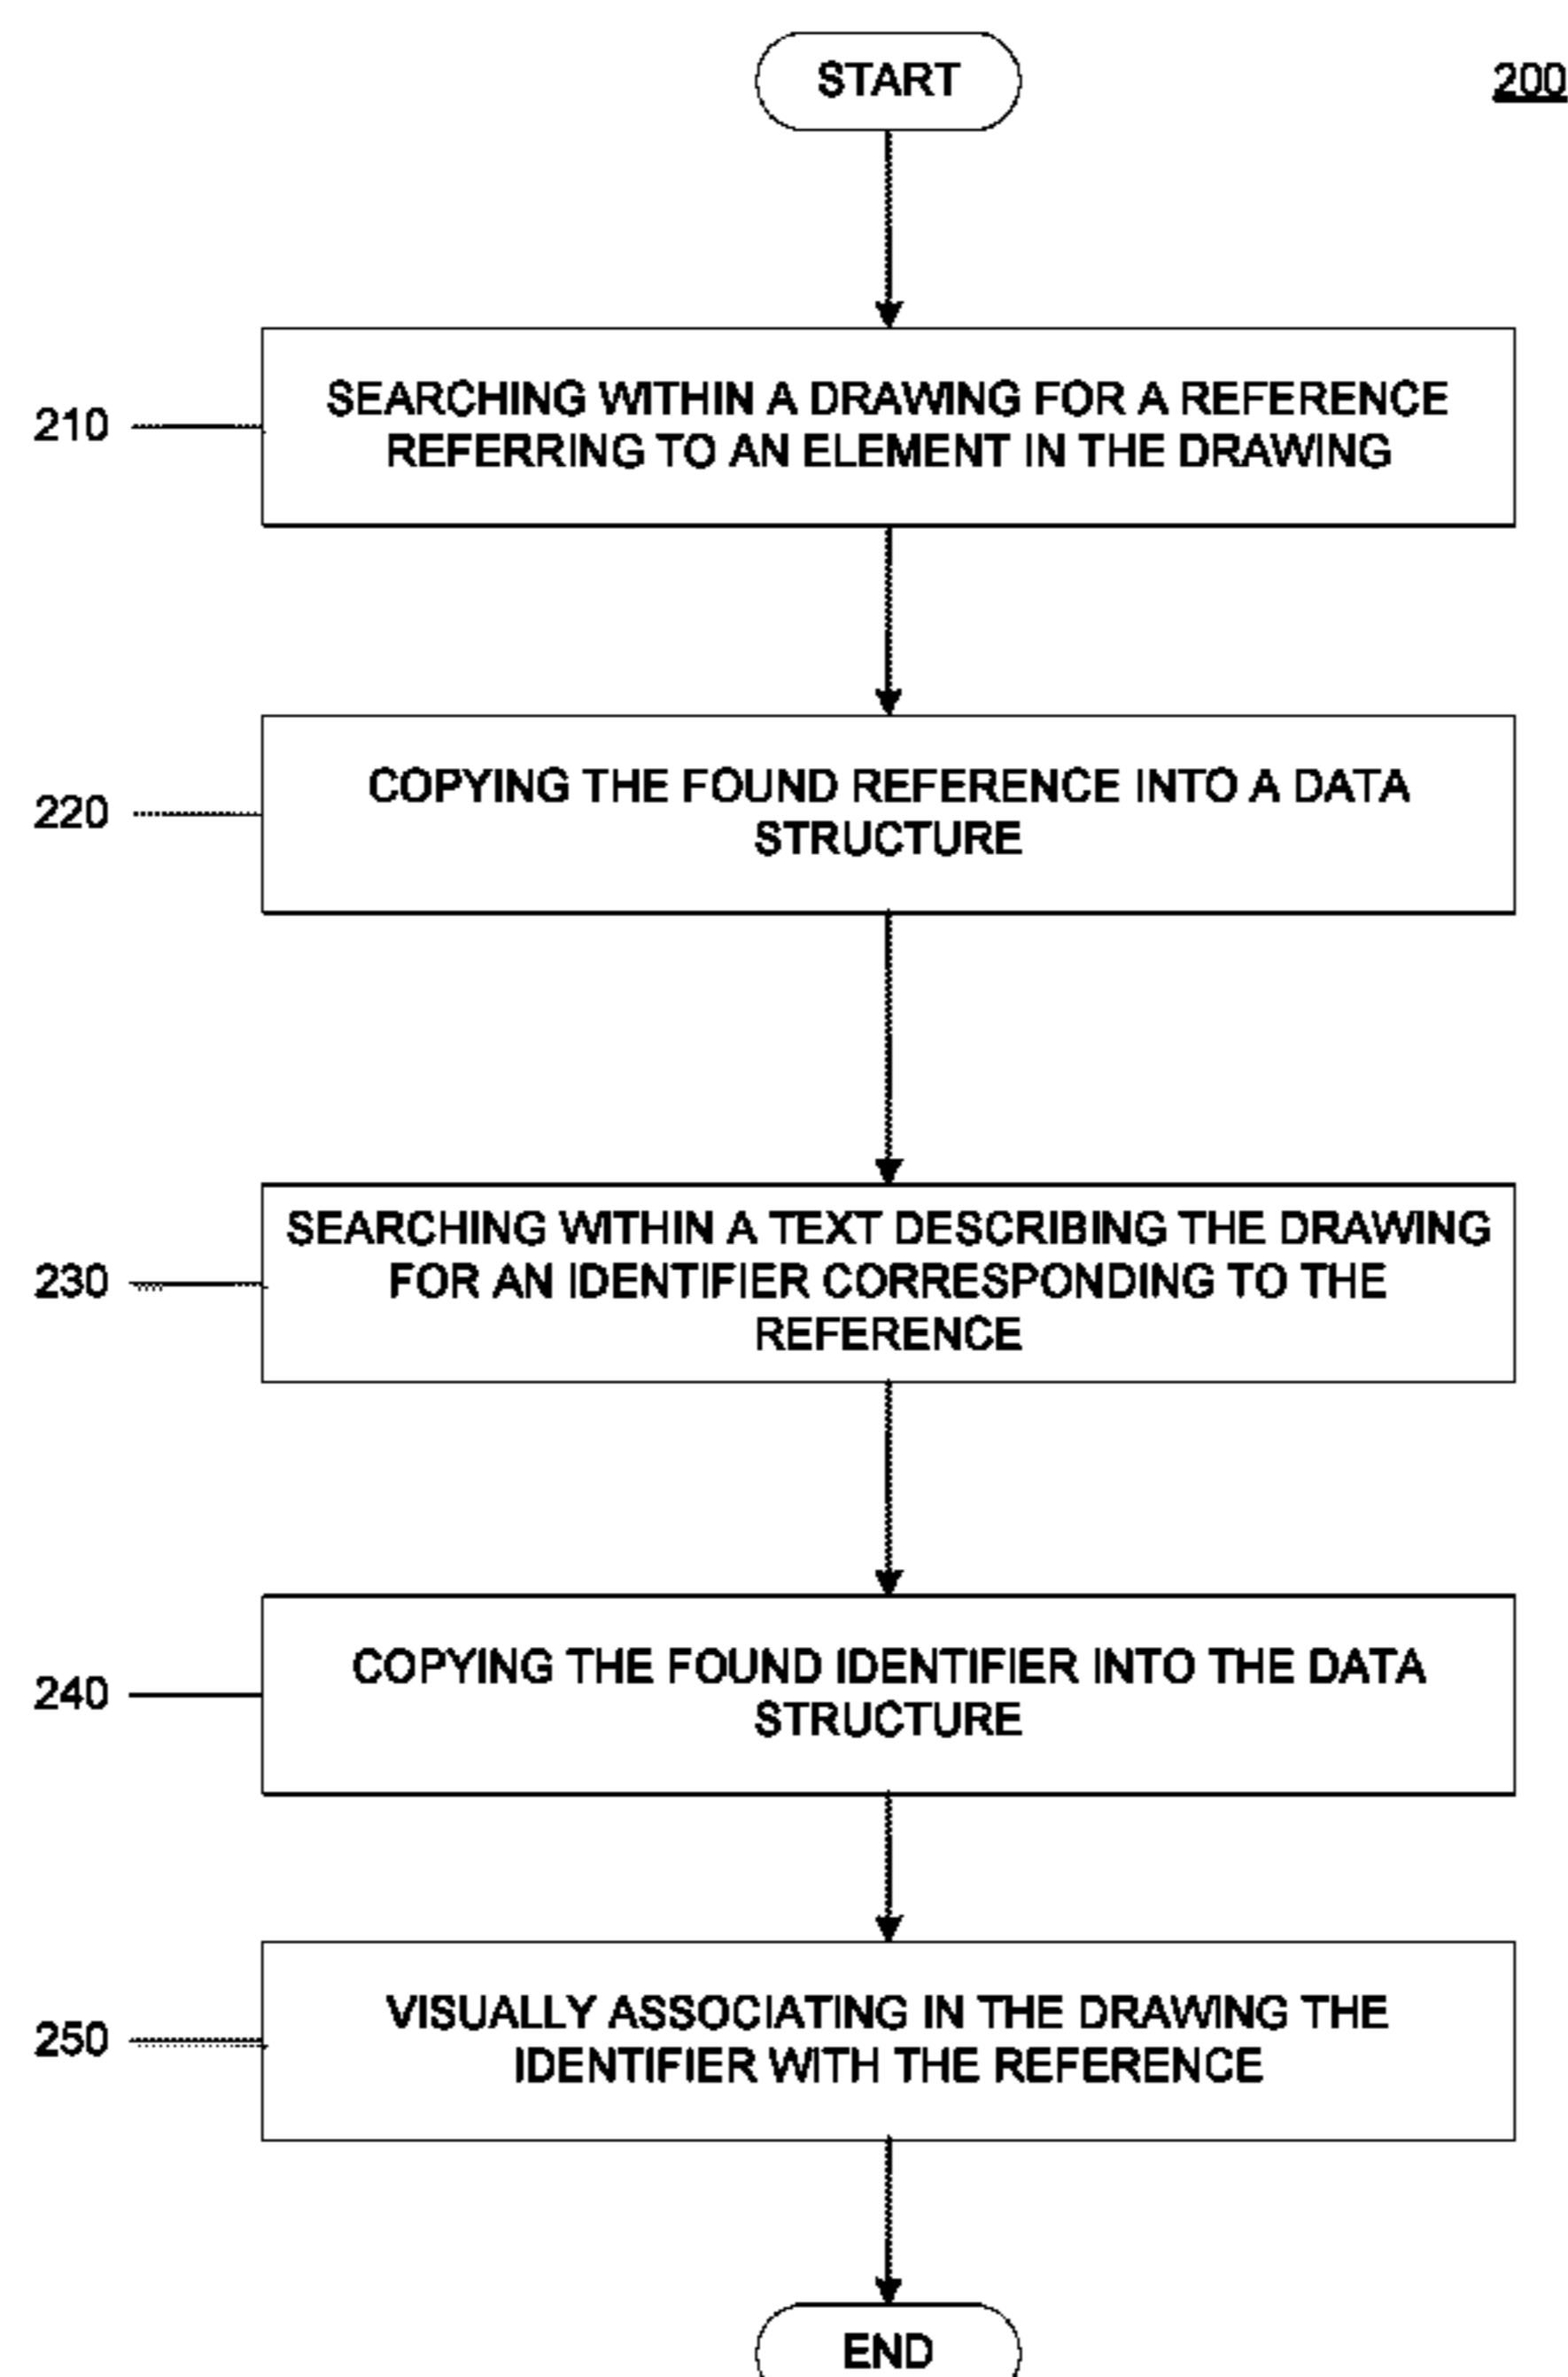 START
200
210
SEARCHING WITHIN A DRAWING FOR A REFERENCE
REFERRING TO AN ELEMENT IN THE DRAWING
220
COPYING THE FOUND REFERENCE INTO A DATA
STRUCTURE
230
SEARCHING WITHIN A TEXT DESCRIBING THE DRAWING
FOR AN IDENTIFIER CORRESPONDING TO THE
REFERENCE
240
COPYING THE FOUND IDENTIFIER INTO THE DATA
STRUCTURE
250
VISUALLY ASSOCIATING IN THE DRAWING THE
IDENTIFIER WITH THE REFERENCE
END